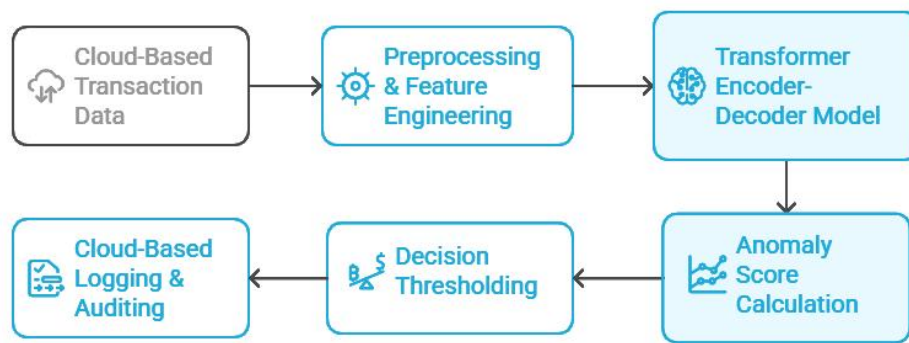 Cloud-Based
Transaction
Data
Preprocessing
& Feature
Engineering
Transformer
Encoder-
Decoder Model
Cloud-Based
Logging &
Auditing
Decision
Thresholding
Anomaly
Score
Calculation